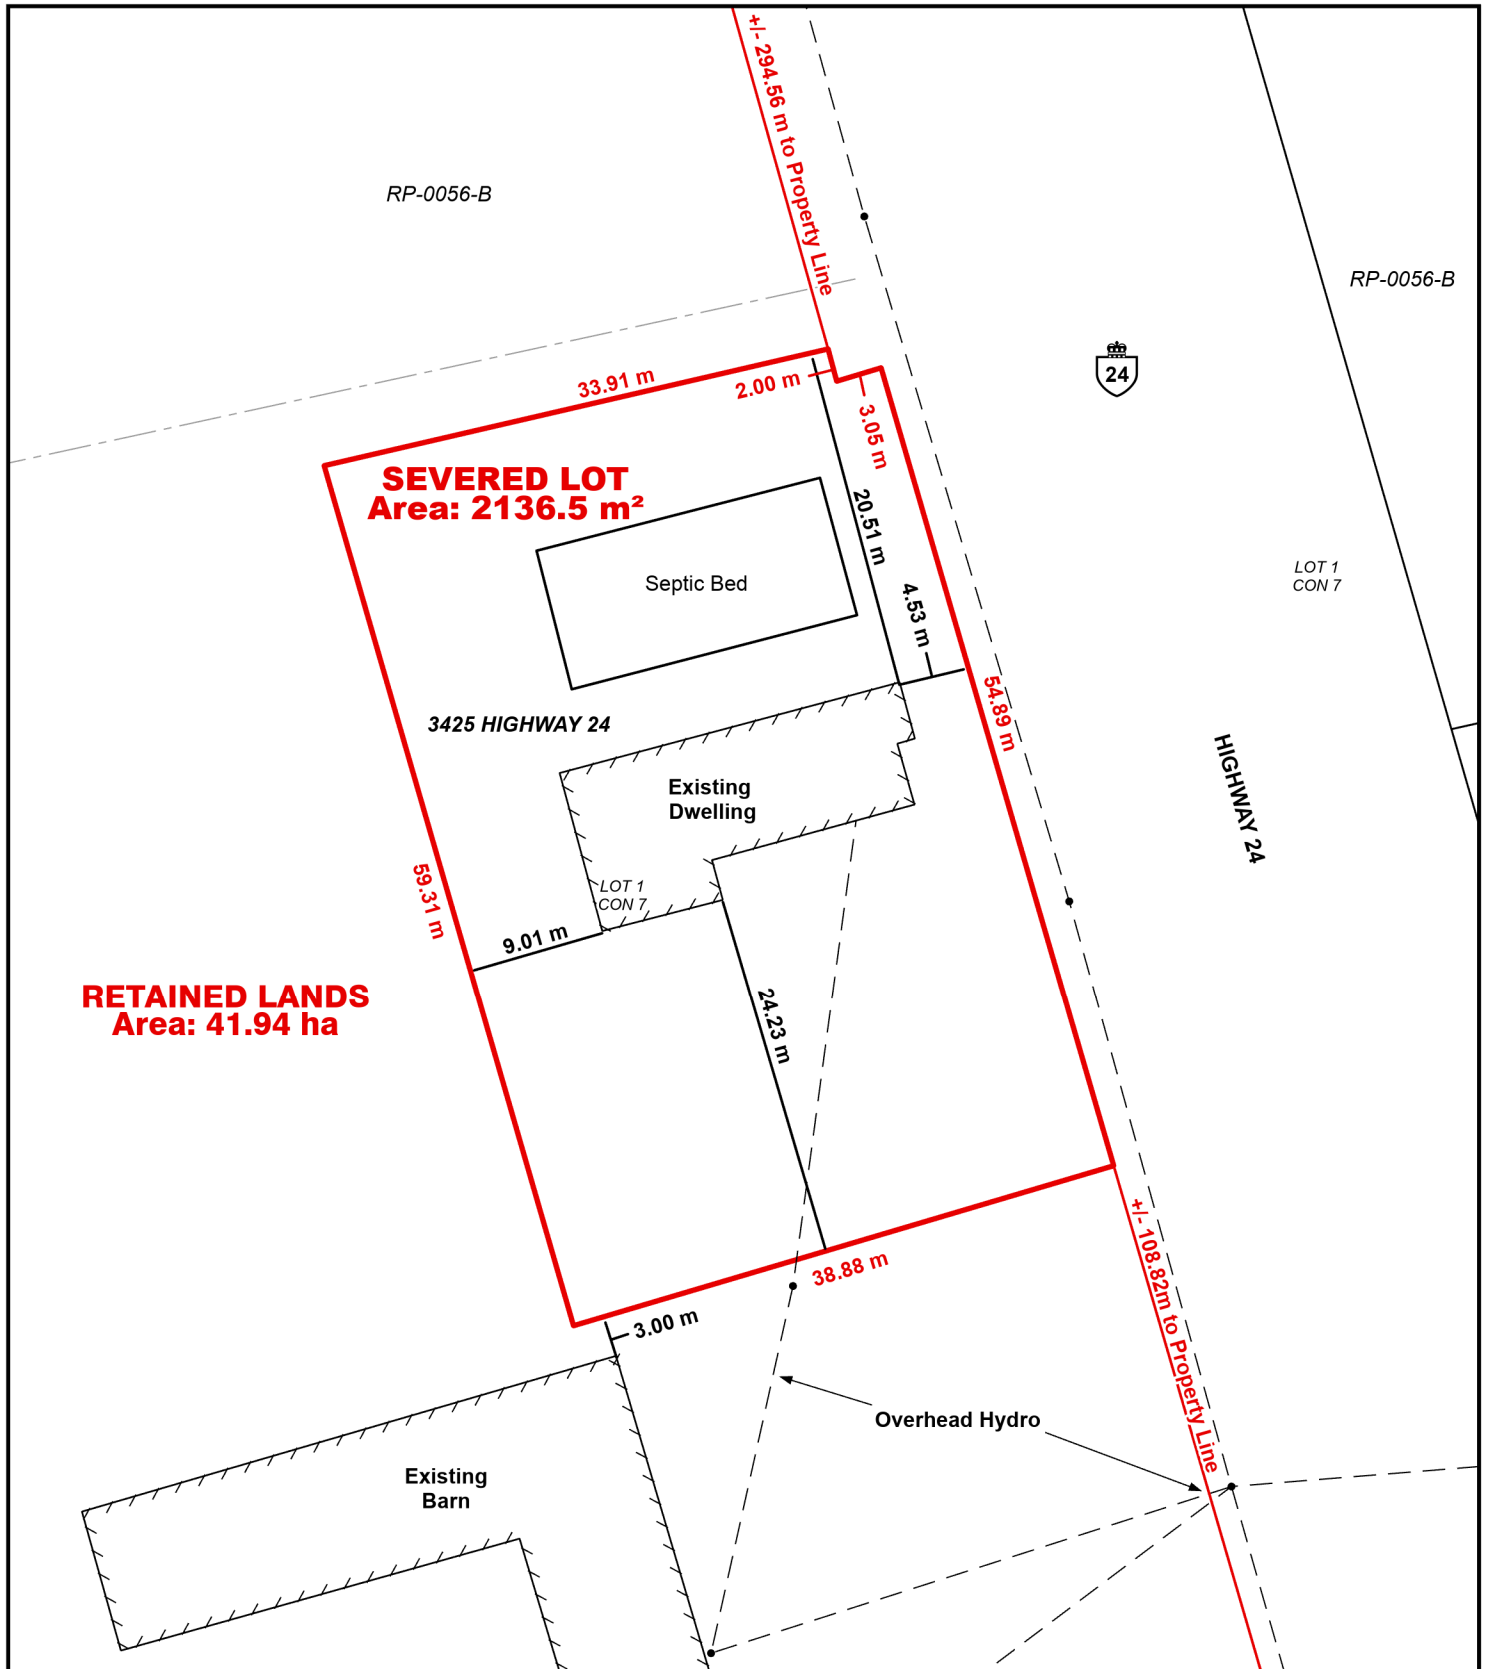 +/- 294.56 m to Property Line
RP-0056-B
RP-0056-B
24
33.91 m
2.00 m
3.05 m
SEVERED LOT
Area: 2136.5 m²
20.51 m
Septic Bed
LOT 1
CON 7
4.53 m
54.89 m
3425 HIGHWAY 24
HIGHWAY 24
Existing
Dwelling
59.31 m
LOT 1
CON 7
9.01 m
RETAINED LANDS
Area: 41.94 ha
24.23 m
38.88 m
+/- 108.82m to Property Line
3.00 m
Overhead Hydro
Existing
Barn